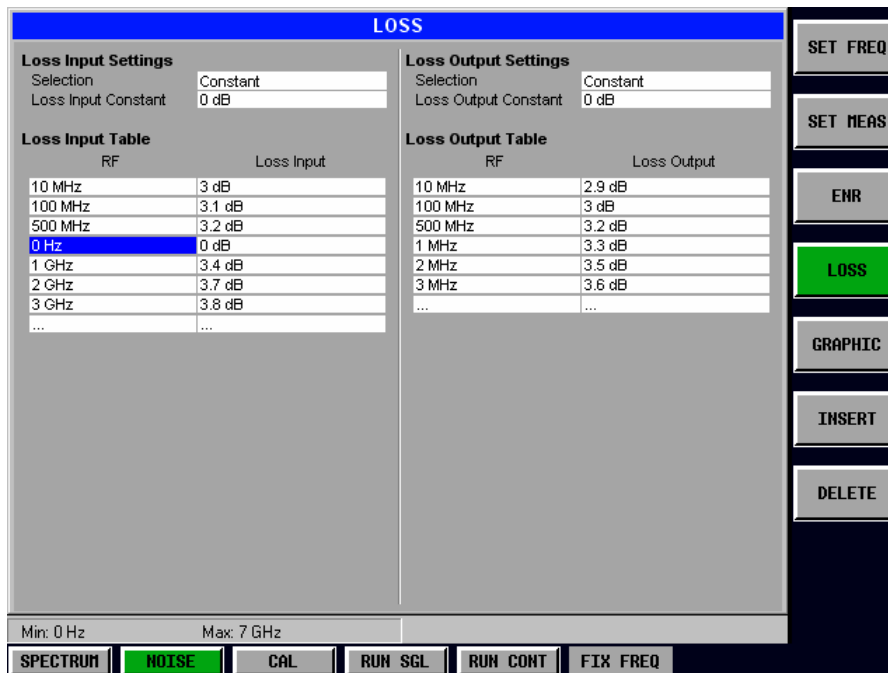 LOSS
Loss Input Settings
Selection Constant
Loss Input Constant 0 dB
Loss Input Table
RF Loss Input
10 MHz 3 dB
100 MHz 3.1 dB
500 MHz 3.2 dB
0 Hz 0 dB
1 GHz 3.4 dB
2 GHz 3.7 dB
3 GHz 3.8 dB
... ...
Loss Output Settings
Selection Constant
Loss Output Constant 0 dB
Loss Output Table
RF Loss Output
10 MHz 2.9 dB
100 MHz 3 dB
500 MHz 3.2 dB
1 MHz 3.3 dB
2 MHz 3.5 dB
3 MHz 3.6 dB
... ...
SET FREQ
SET MEAS
ENR
LOSS
GRAPHIC
INSERT
DELETE
Min: 0 Hz Max: 7 GHz
SPECTRUM NOISE CAL RUN SGL RUN CONT FIX FREQ